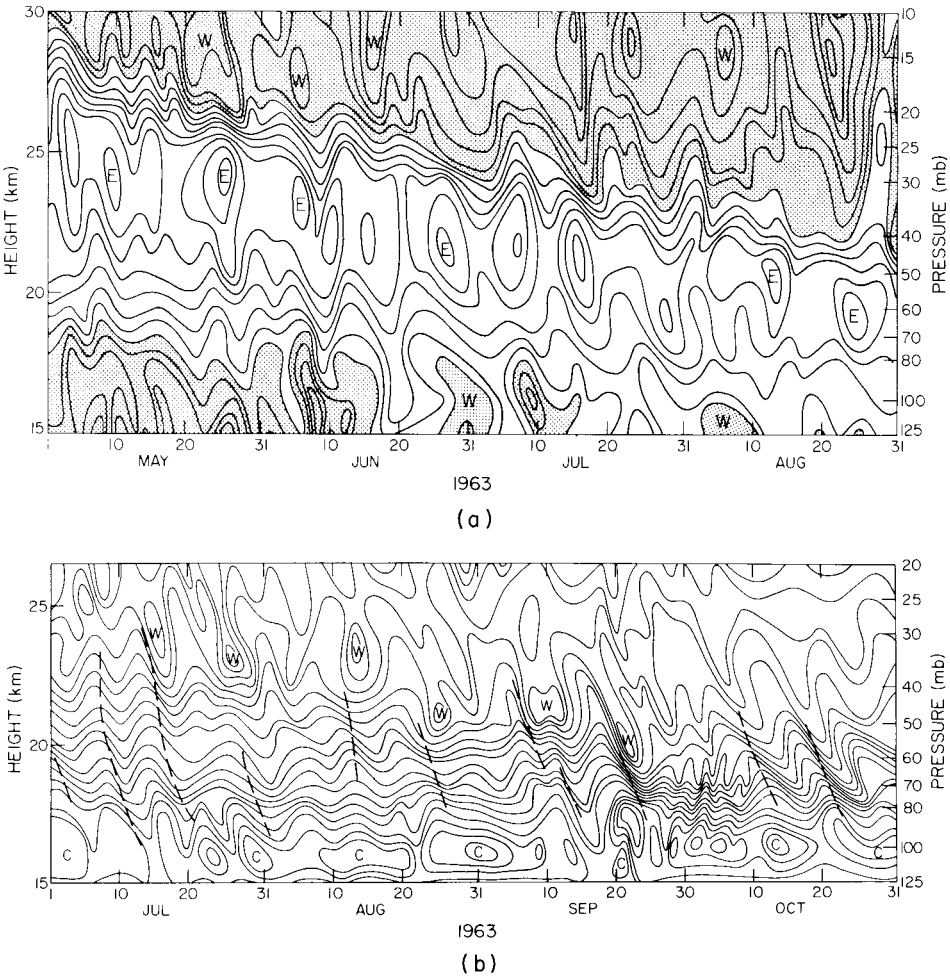 30
25
20
15
HEIGHT (km)
10
15
20
25
30
40
50
60
70
80
100
125
PRESSURE (mb)
W W W W
E E E
E
E
E
W
W
1 10 20 31 10 20 31 10 20 31 10 20 31
MAY JUN JUL AUG
1963
(a)
25
20
15
HEIGHT (km)
20
25
30
40
50
60
70
80
100
125
PRESSURE (mb)
W W W
W W W
C C C C C C C
1 10 20 31 10 20 31 10 20 30 10 20 31
JUL AUG SEP OCT
1963
(b)